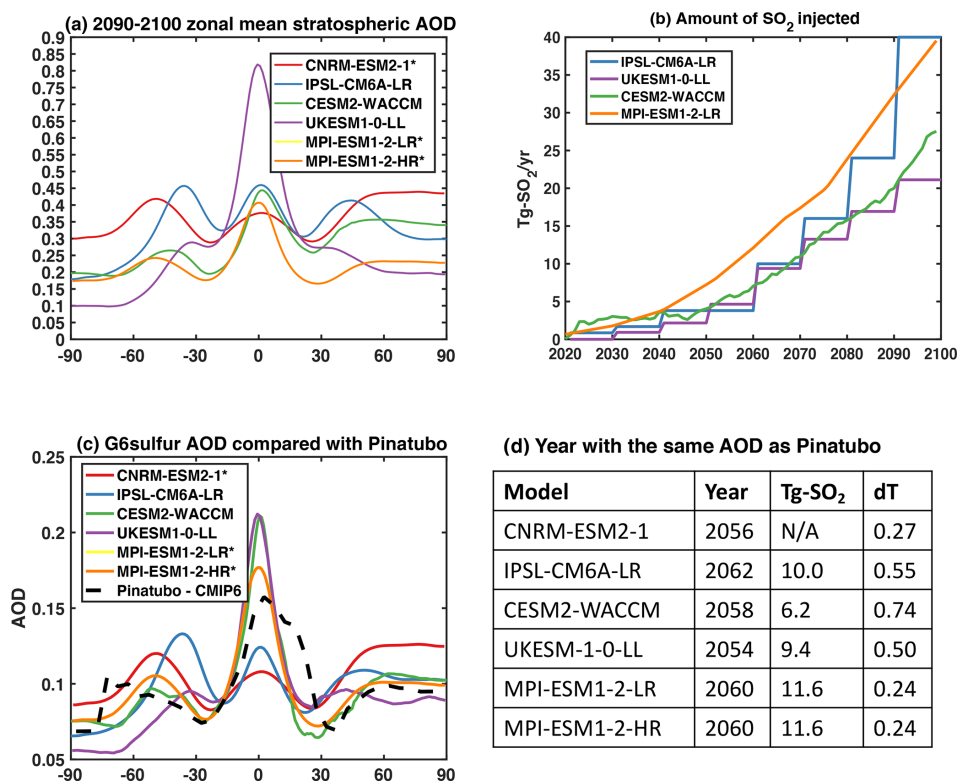 (a) 2090-2100 zonal mean stratospheric AOD
0.9
0.85
0.8
0.75
0.7
0.65
0.6
0.55
0.5
0.45
0.4
0.35
0.3
0.25
0.2
0.15
0.1
0.05
0
-90 -60 -30 0 30 60 90
CNRM-ESM2-1*
IPSL-CM6A-LR
CESM2-WACCM
UKESM1-0-LL
MPI-ESM1-2-LR*
MPI-ESM1-2-HR*
(b) Amount of SO2 injected
Tg-SO2/yr
40
35
30
25
20
15
10
5
0
2020 2030 2040 2050 2060 2070 2080 2090 2100
IPSL-CM6A-LR
UKESM1-0-LL
CESM2-WACCM
MPI-ESM1-2-LR
(c) G6sulfur AOD compared with Pinatubo
AOD
0.25
0.2
0.15
0.1
0.05
-90 -60 -30 0 30 60 90
CNRM-ESM2-1*
IPSL-CM6A-LR
CESM2-WACCM
UKESM1-0-LL
MPI-ESM1-2-LR*
MPI-ESM1-2-HR*
Pinatubo - CMIP6
(d) Year with the same AOD as Pinatubo
Model Year Tg-SO2 dT
CNRM-ESM2-1 2056 N/A 0.27
IPSL-CM6A-LR 2062 10.0 0.55
CESM2-WACCM 2058 6.2 0.74
UKESM-1-0-LL 2054 9.4 0.50
MPI-ESM1-2-LR 2060 11.6 0.24
MPI-ESM1-2-HR 2060 11.6 0.24